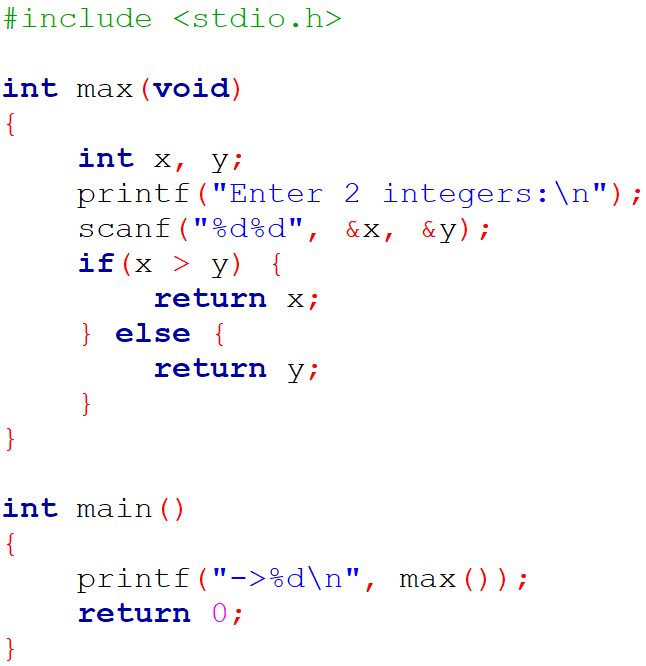 #include <stdio.h>

int max(void)
{
    int x, y;
    printf("Enter 2 integers:\n");
    scanf("%d%d", &x, &y);
    if(x > y) {
        return x;
    } else {
        return y;
    }
}

int main()
{
    printf("->%d\n", max());
    return 0;
}